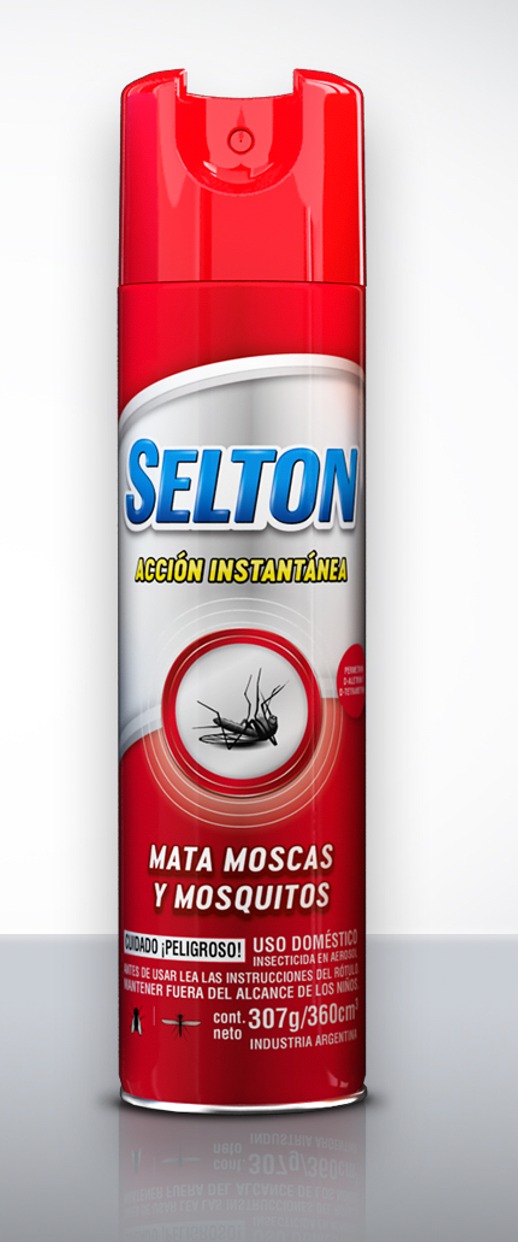 SELTON
ACCIÓN INSTANTÁNEA
D-TETRAMETRINA
MATA MOSCAS
Y MOSQUITOS
CUIDADO ¡PELIGROSO!
USO DOMÉSTICO
INSECTICIDA EN AEROSOL
ANTES DE USAR LEA LAS INSTRUCCIONES DEL RÓTULO.
MANTENER FUERA DEL ALCANCE DE LOS NIÑOS.
cont. neto 307g/360cm³
INDUSTRIA ARGENTINA